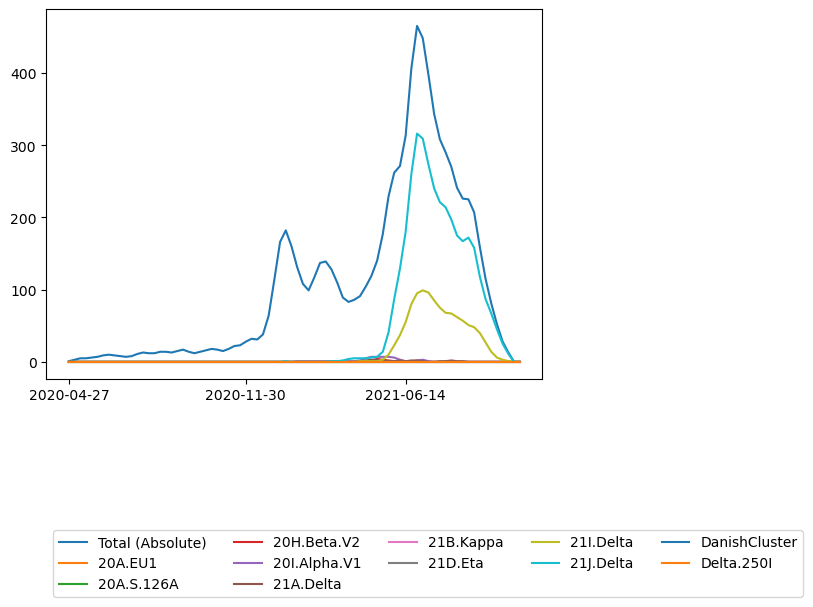 400
300
200
100
0
2020-04-27 2020-11-30 2021-06-14
Total (Absolute) 20H.Beta.V2 21B.Kappa 21I.Delta DanishCluster
20A.EU1 20I.Alpha.V1 21D.Eta 21J.Delta Delta.250I
20A.S.126A 21A.Delta